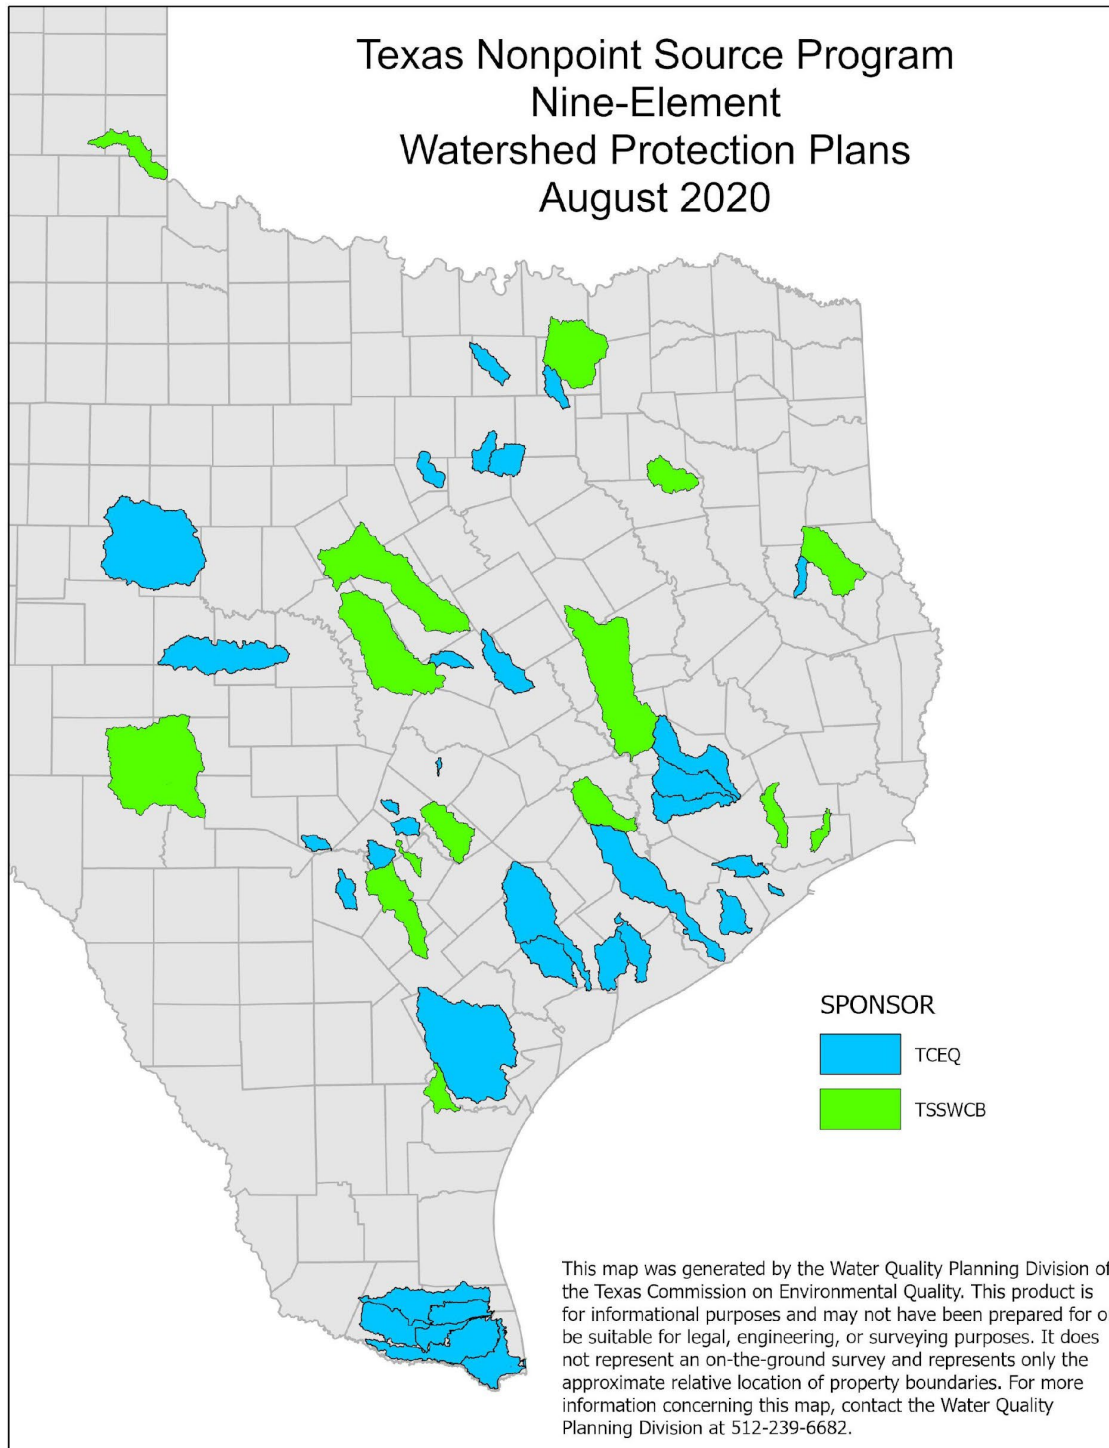 Texas Nonpoint Source Program
Nine-Element
Watershed Protection Plans
August 2020
SPONSOR
TCEQ
TSSWCB
This map was generated by the Water Quality Planning Division of
the Texas Commission on Environmental Quality. This product is
for informational purposes and may not have been prepared for o
be suitable for legal, engineering, or surveying purposes. It does
not represent an on-the-ground survey and represents only the
approximate relative location of property boundaries. For more
information concerning this map, contact the Water Quality
Planning Division at 512-239-6682.